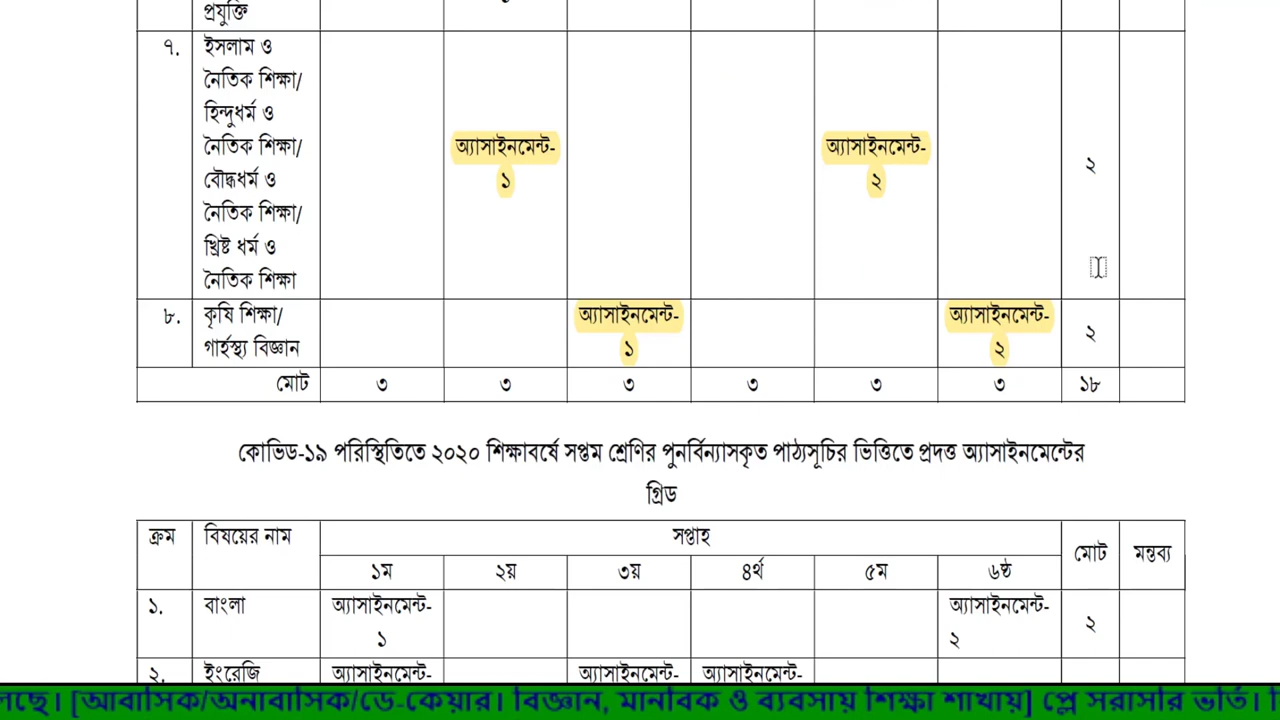 প্রযুক্তি
৭.
ইসলাম ও
নৈতিক শিক্ষা/
হিন্দুধর্ম ও
নৈতিক শিক্ষা/
বৌদ্ধধর্ম ও
নৈতিক শিক্ষা/
খ্রিষ্ট ধর্ম ও
নৈতিক শিক্ষা
অ্যাসাইনমেন্ট-
১
অ্যাসাইনমেন্ট-
২
২
৮.
কৃষি শিক্ষা/
গার্হস্থ্য বিজ্ঞান
অ্যাসাইনমেন্ট-
১
অ্যাসাইনমেন্ট-
২
২
মোট ৩ ৩ ৩ ৩ ৩ ৩ ১৮
কোভিড-১৯ পরিস্থিতিতে ২০২০ শিক্ষাবর্ষে সপ্তম শ্রেণির পুনর্বিন্যাসকৃত পাঠ্যসূচির ভিত্তিতে প্রদত্ত অ্যাসাইনমেন্টের
গ্রিড
ক্রম বিষয়ের নাম সপ্তাহ মোট মন্তব্য
১ম ২য় ৩য় ৪র্থ ৫ম ৬ষ্ঠ
১. বাংলা
অ্যাসাইনমেন্ট-
১
অ্যাসাইনমেন্ট-
২
২
২. ইংরেজি অ্যাসাইনমেন্ট- অ্যাসাইনমেন্ট- অ্যাসাইনমেন্ট-
লছে। [আবাসিক/অনাবাসিক/ডে-কেয়ার। বিজ্ঞান, মানবিক ও ব্যবসায় শিক্ষা শাখায়] প্লে সরাসরি ভর্তি।